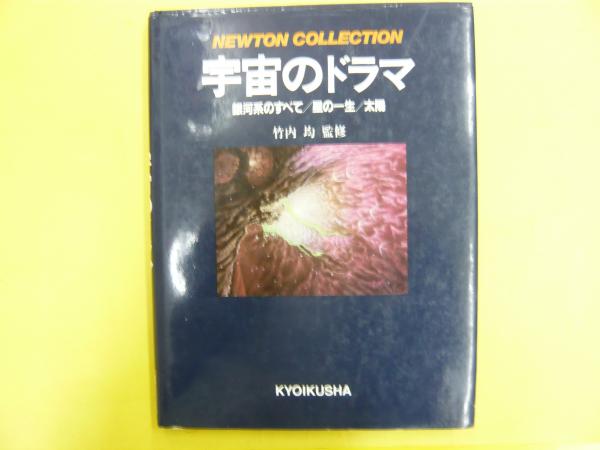 NEWTON COLLECTION
宇宙のドラマ
銀河系のすべて/星の一生/太陽
竹内 均 監修
KYOIKUSHA